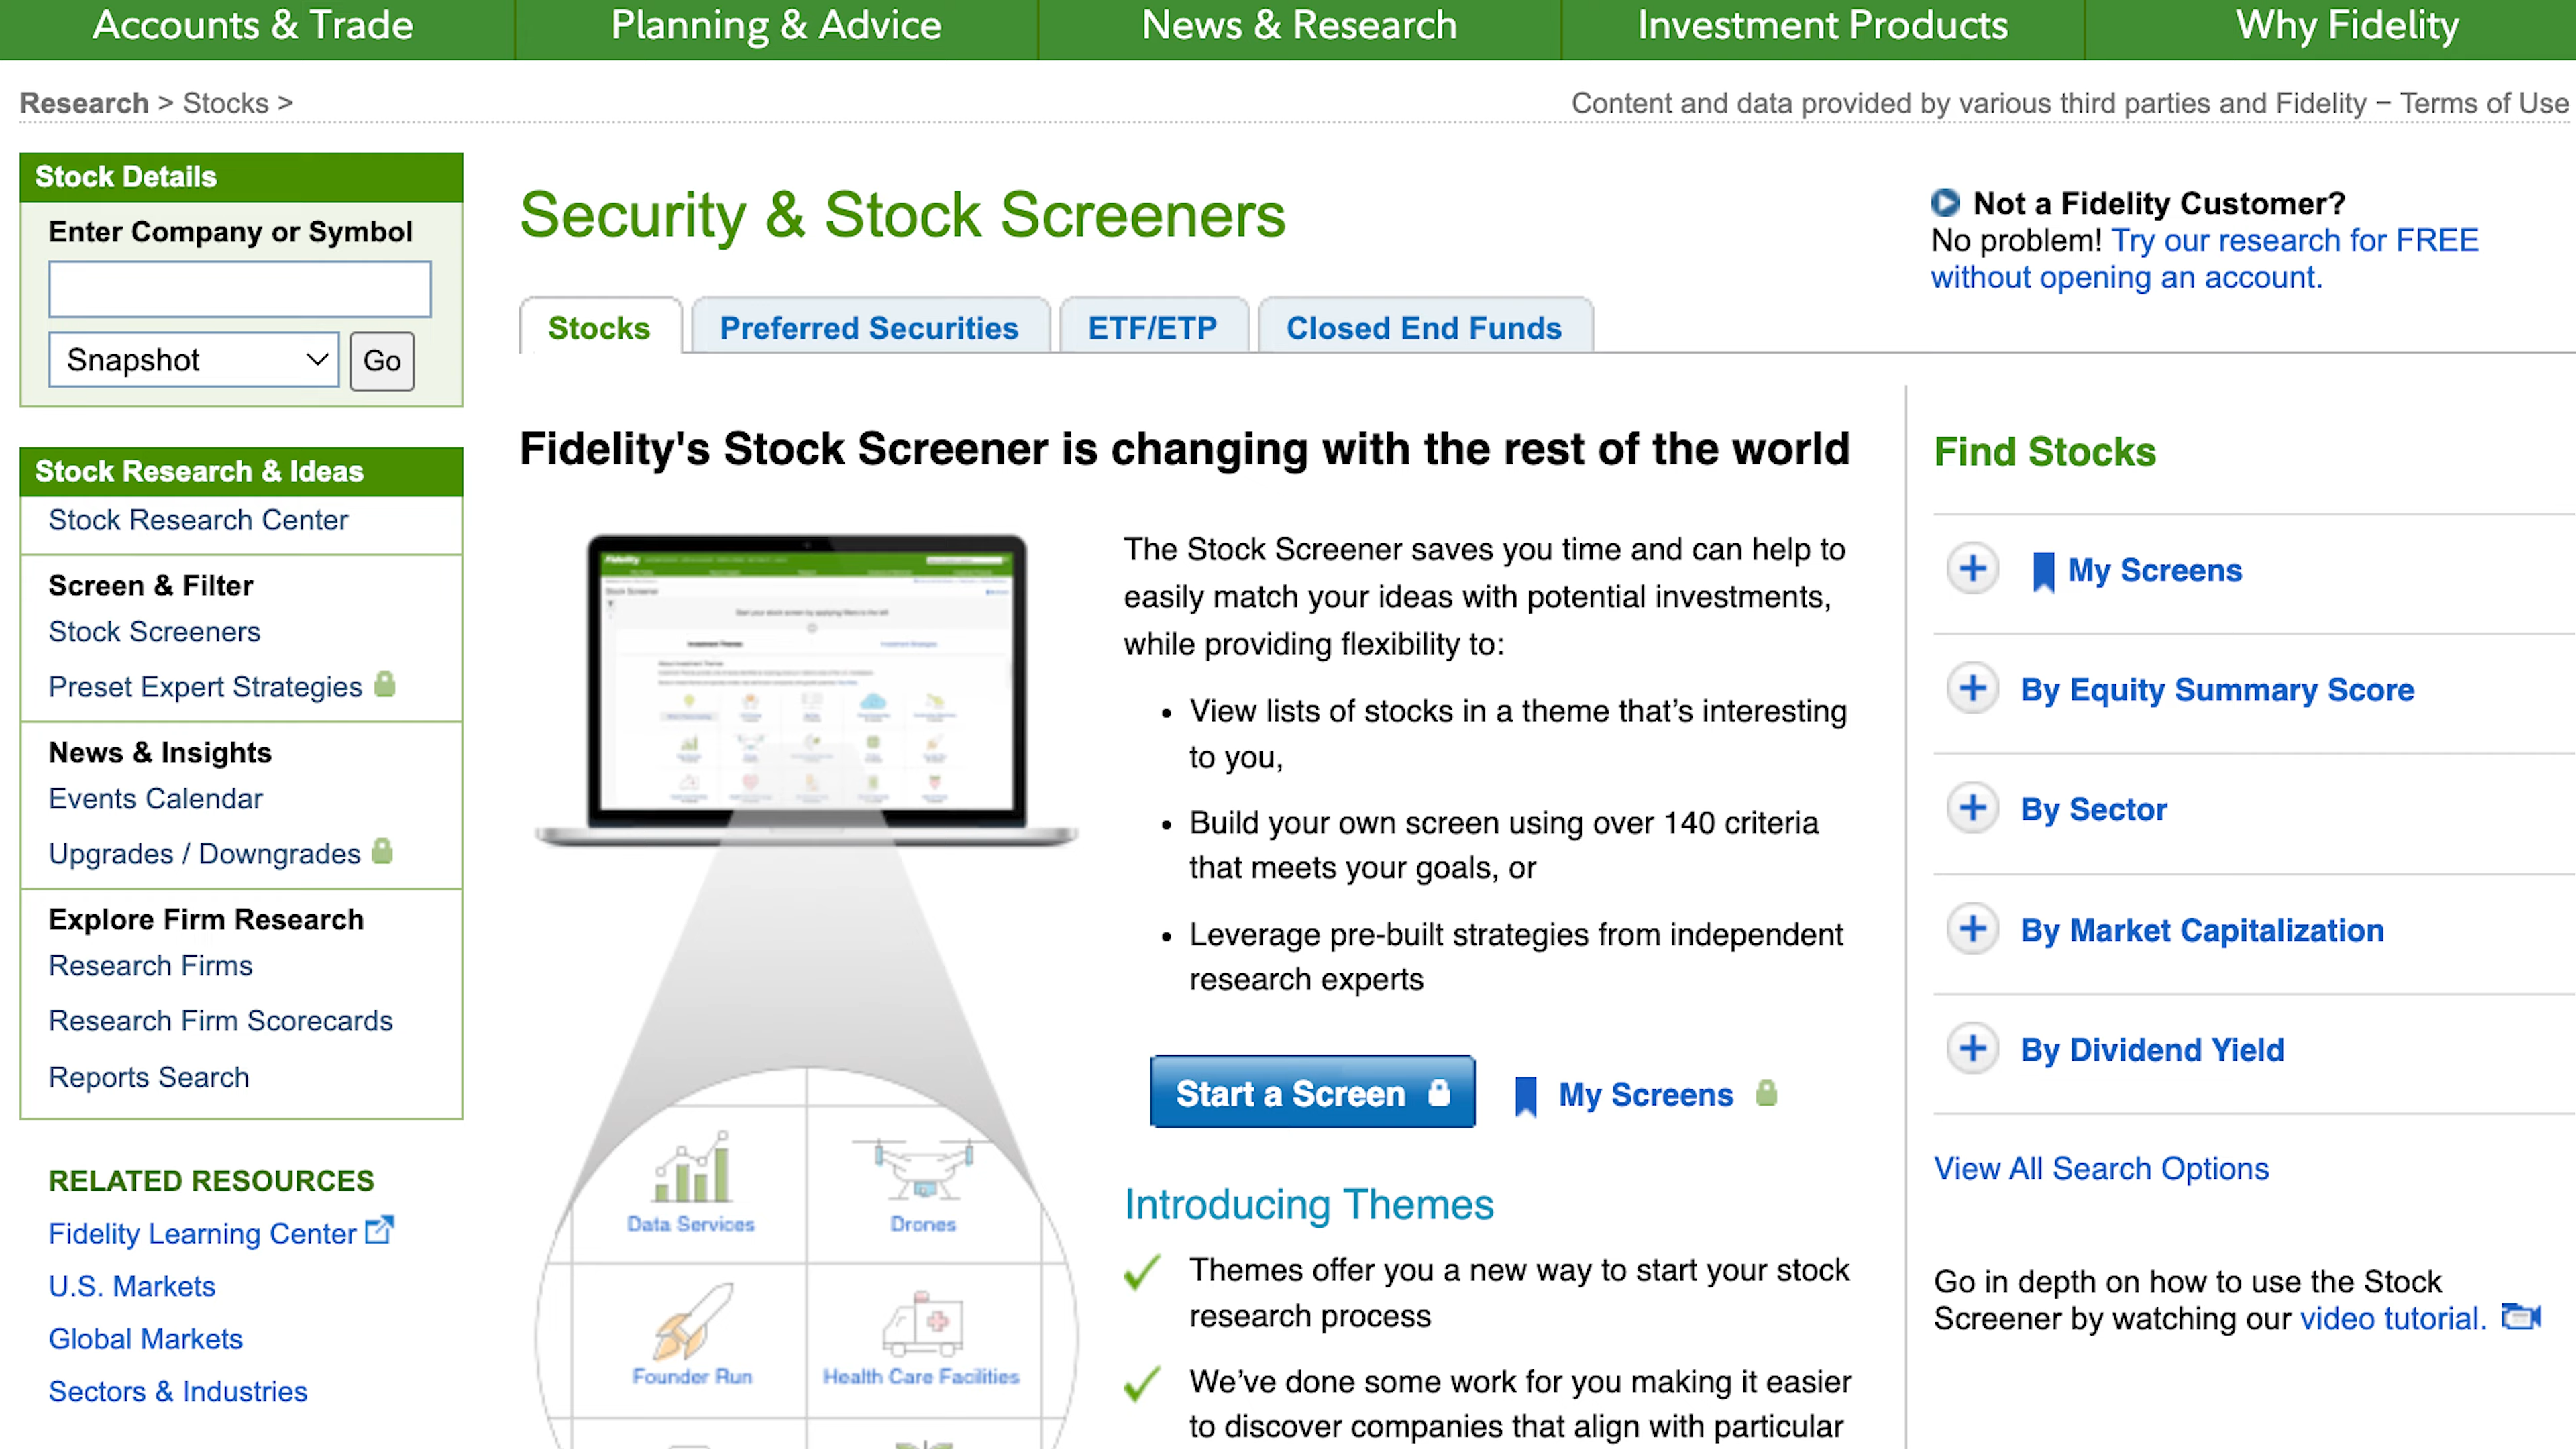 Accounts & Trade
Planning & Advice
News & Research
Investment Products
Why Fidelity
Research > Stocks >
Content and data provided by various third parties and Fidelity – Terms of Use
Stock Details
Enter Company or Symbol
Snapshot
Go
Stock Research & Ideas
Stock Research Center
Screen & Filter
Stock Screeners
Preset Expert Strategies
News & Insights
Events Calendar
Upgrades / Downgrades
Explore Firm Research
Research Firms
Research Firm Scorecards
Reports Search
RELATED RESOURCES
Fidelity Learning Center
U.S. Markets
Global Markets
Sectors & Industries
Security & Stock Screeners
Stocks
Preferred Securities
ETF/ETP
Closed End Funds
Fidelity's Stock Screener is changing with the rest of the world
Fidelity
Stock Screener
Data Services
Drones
Founder Run
Health Care Facilities
The Stock Screener saves you time and can help to
easily match your ideas with potential investments,
while providing flexibility to:
• View lists of stocks in a theme that’s interesting
to you,
• Build your own screen using over 140 criteria
that meets your goals, or
• Leverage pre-built strategies from independent
research experts
Start a Screen
My Screens
Introducing Themes
Themes offer you a new way to start your stock
research process
We’ve done some work for you making it easier
to discover companies that align with particular
Not a Fidelity Customer?
No problem! Try our research for FREE
without opening an account.
Find Stocks
My Screens
By Equity Summary Score
By Sector
By Market Capitalization
By Dividend Yield
View All Search Options
Go in depth on how to use the Stock
Screener by watching our video tutorial.